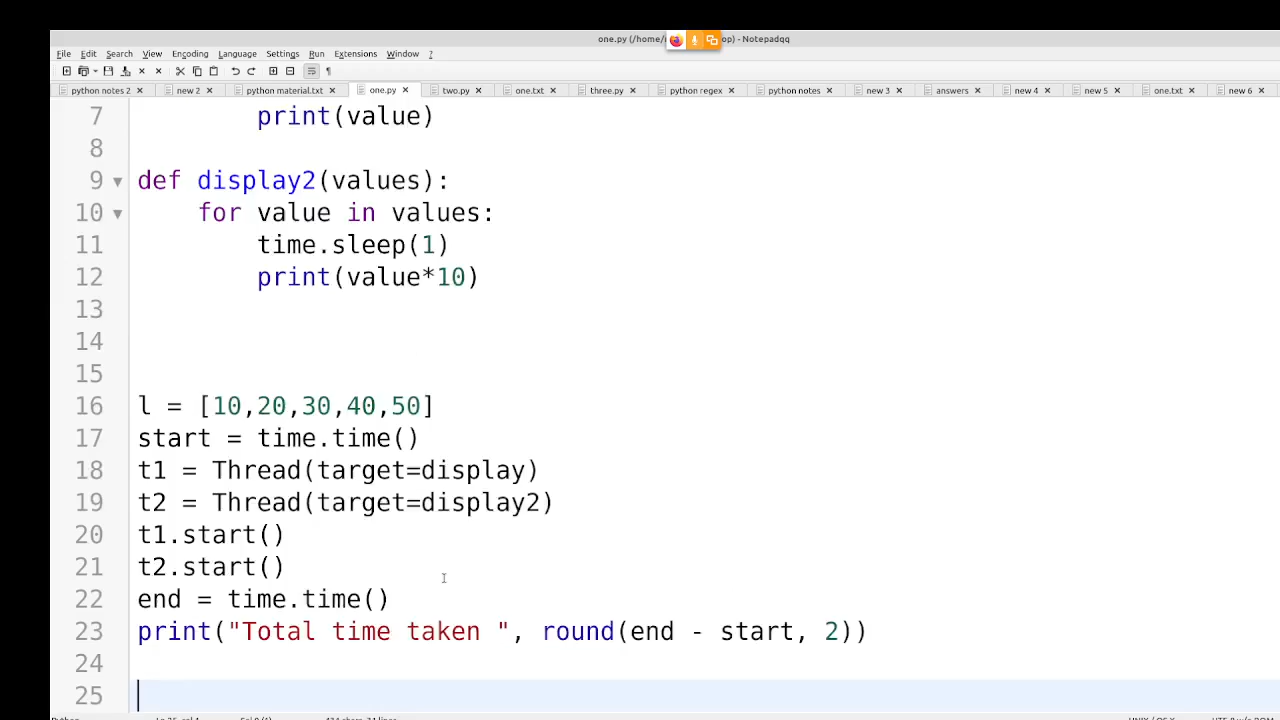 one.py (/home/ op) - Notepadqq
File Edit Search View Encoding Language Settings Run Extensions Window ?
python notes 2 new 2 python material.txt one.py two.py one.txt three.py python regex python notes new 3 answers new 4 new 5 one.txt new 6
7 print(value)
8
9 def display2(values):
10 for value in values:
11 time.sleep(1)
12 print(value*10)
13
14
15
16 l = [10,20,30,40,50]
17 start = time.time()
18 t1 = Thread(target=display)
19 t2 = Thread(target=display2)
20 t1.start()
21 t2.start()
22 end = time.time()
23 print("Total time taken ", round(end - start, 2))
24
25